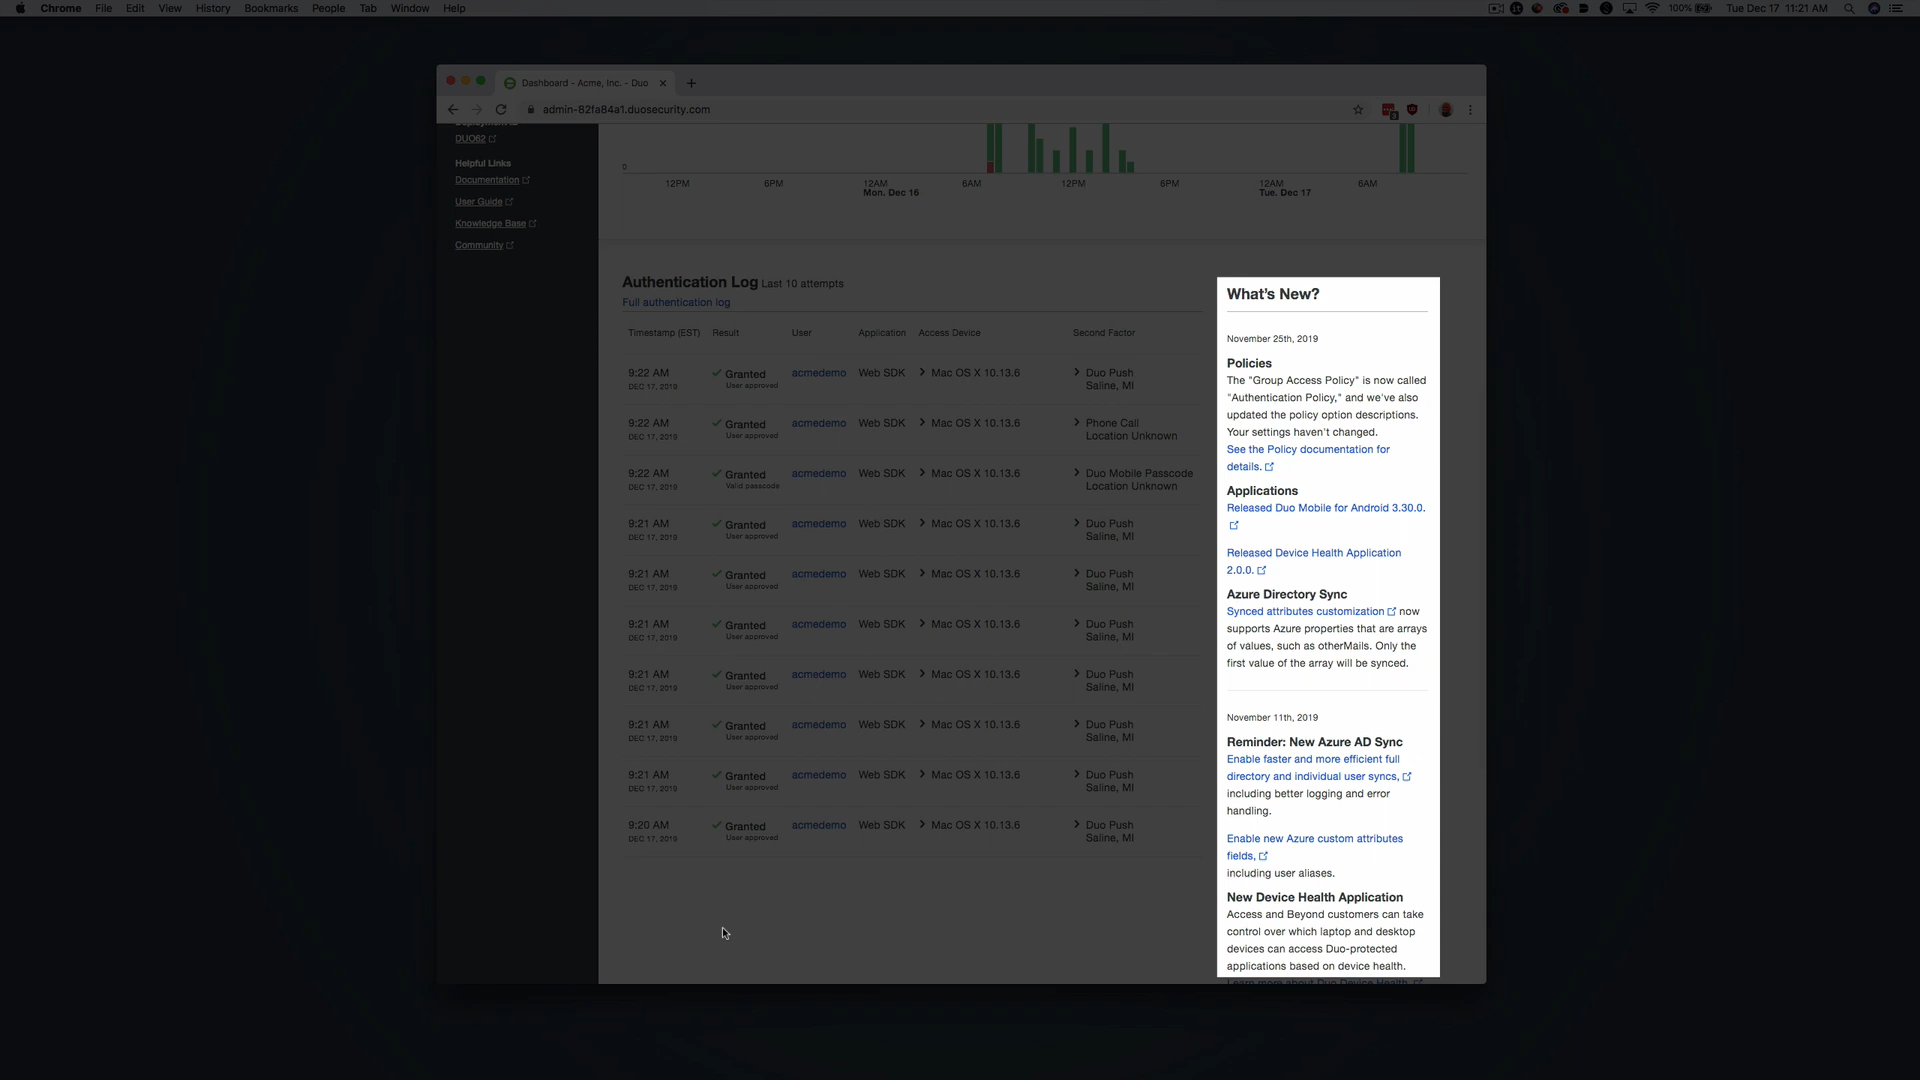 Chrome File Edit View History Bookmarks People Tab Window Help
100% Tue Dec 17 11:21 AM
Dashboard - Acme, Inc. - Duo
admin-82fa84a1.duosecurity.com
DUO62
Helpful Links
Documentation
User Guide
Knowledge Base
Community
0
12PM 6PM 12AM 6AM 12PM 6PM 12AM 6AM
Mon. Dec 16 Tue. Dec 17
Authentication Log Last 10 attempts
Full authentication log
Timestamp (EST) Result User Application Access Device Second Factor
9:22 AM Granted acmedemo Web SDK Mac OS X 10.13.6 Duo Push
DEC 17, 2019 User approved Saline, MI
9:22 AM Granted acmedemo Web SDK Mac OS X 10.13.6 Phone Call
DEC 17, 2019 User approved Location Unknown
9:22 AM Granted acmedemo Web SDK Mac OS X 10.13.6 Duo Mobile Passcode
DEC 17, 2019 Valid passcode Location Unknown
9:21 AM Granted acmedemo Web SDK Mac OS X 10.13.6 Duo Push
DEC 17, 2019 User approved Saline, MI
9:21 AM Granted acmedemo Web SDK Mac OS X 10.13.6 Duo Push
DEC 17, 2019 User approved Saline, MI
9:21 AM Granted acmedemo Web SDK Mac OS X 10.13.6 Duo Push
DEC 17, 2019 User approved Saline, MI
9:21 AM Granted acmedemo Web SDK Mac OS X 10.13.6 Duo Push
DEC 17, 2019 User approved Saline, MI
9:21 AM Granted acmedemo Web SDK Mac OS X 10.13.6 Duo Push
DEC 17, 2019 User approved Saline, MI
9:21 AM Granted acmedemo Web SDK Mac OS X 10.13.6 Duo Push
DEC 17, 2019 User approved Saline, MI
9:20 AM Granted acmedemo Web SDK Mac OS X 10.13.6 Duo Push
DEC 17, 2019 User approved Saline, MI
What's New?
November 25th, 2019
Policies
The "Group Access Policy" is now called
"Authentication Policy," and we've also
updated the policy option descriptions.
Your settings haven't changed.
See the Policy documentation for
details.
Applications
Released Duo Mobile for Android 3.30.0.
Released Device Health Application
2.0.0.
Azure Directory Sync
Synced attributes customization now
supports Azure properties that are arrays
of values, such as otherMails. Only the
first value of the array will be synced.
November 11th, 2019
Reminder: New Azure AD Sync
Enable faster and more efficient full
directory and individual user syncs,
including better logging and error
handling.
Enable new Azure custom attributes
fields,
including user aliases.
New Device Health Application
Access and Beyond customers can take
control over which laptop and desktop
devices can access Duo-protected
applications based on device health.
Learn more about Duo Device Health